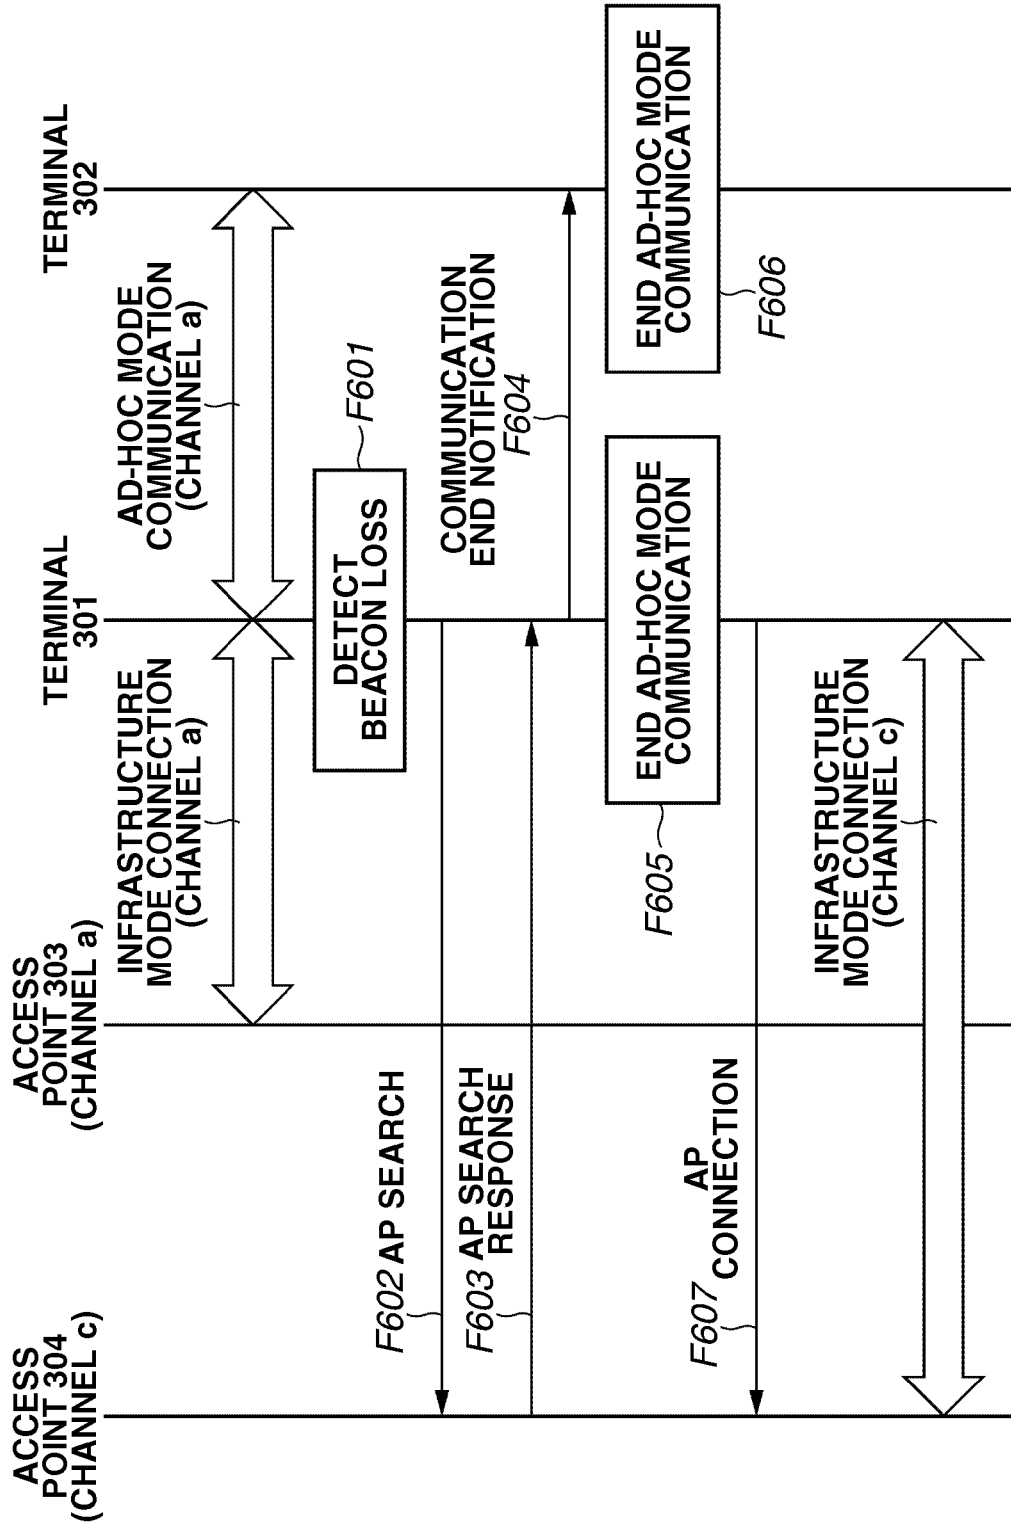 ACCESS
POINT 304
(CHANNEL c)
ACCESS
POINT 303
(CHANNEL a)
TERMINAL
301
TERMINAL
302
INFRASTRUCTURE
MODE CONNECTION
(CHANNEL a)
AD-HOC MODE
COMMUNICATION
(CHANNEL a)
DETECT
BEACON LOSS
F601
F602 AP SEARCH
F603 AP SEARCH
RESPONSE
COMMUNICATION
END NOTIFICATION
F604
END AD-HOC MODE
COMMUNICATION
F605
END AD-HOC MODE
COMMUNICATION
F606
F607
AP
CONNECTION
INFRASTRUCTURE
MODE CONNECTION
(CHANNEL c)